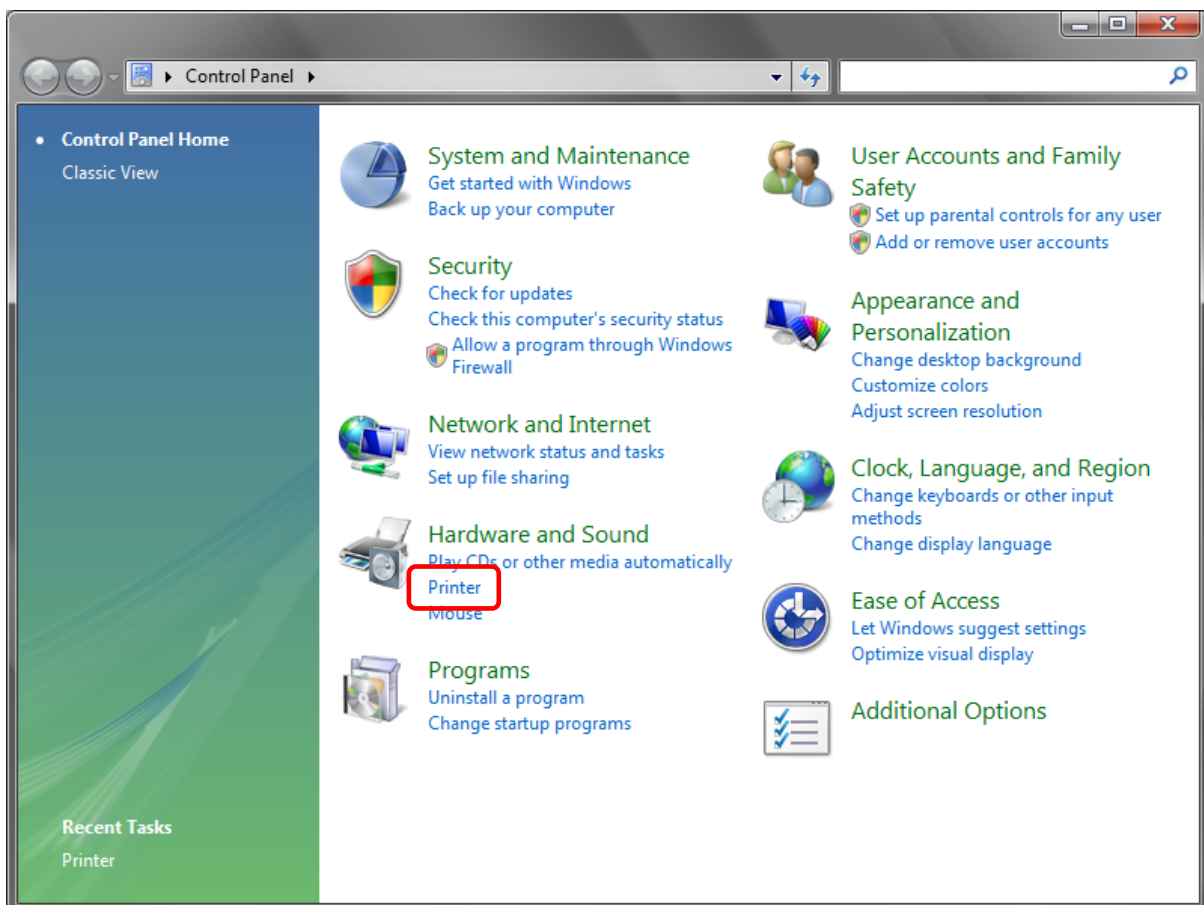 Control Panel
Control Panel Home
Classic View
System and Maintenance
Get started with Windows
Back up your computer
Security
Check for updates
Check this computer's security status
Allow a program through Windows
Firewall
Network and Internet
View network status and tasks
Set up file sharing
Hardware and Sound
Play CDs or other media automatically
Printer
Mouse
Programs
Uninstall a program
Change startup programs
User Accounts and Family
Safety
Set up parental controls for any user
Add or remove user accounts
Appearance and
Personalization
Change desktop background
Customize colors
Adjust screen resolution
Clock, Language, and Region
Change keyboards or other input
methods
Change display language
Ease of Access
Let Windows suggest settings
Optimize visual display
Additional Options
Recent Tasks
Printer